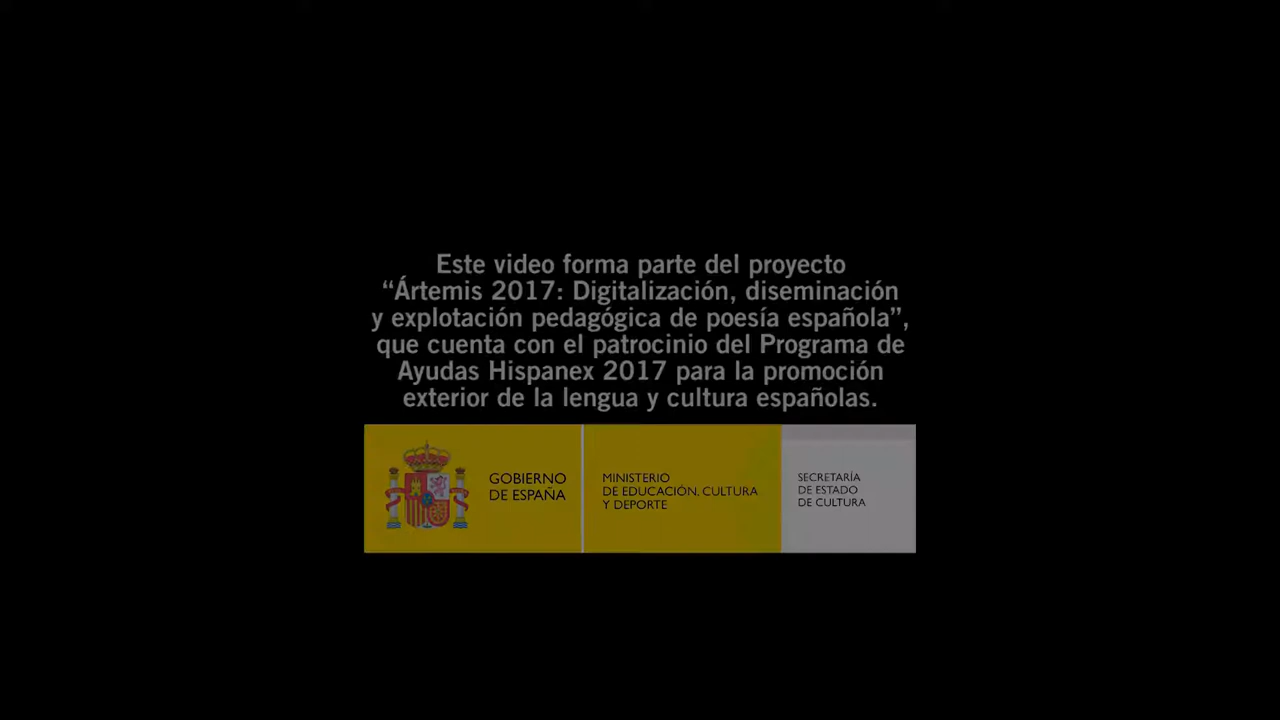 Este video forma parte del proyecto
“Ártemis 2017: Digitalización, diseminación
y explotación pedagógica de poesía española”,
que cuenta con el patrocinio del Programa de
Ayudas Hispanex 2017 para la promoción
exterior de la lengua y cultura españolas.
GOBIERNO
DE ESPAÑA
MINISTERIO
DE EDUCACIÓN, CULTURA
Y DEPORTE
SECRETARÍA
DE ESTADO
DE CULTURA